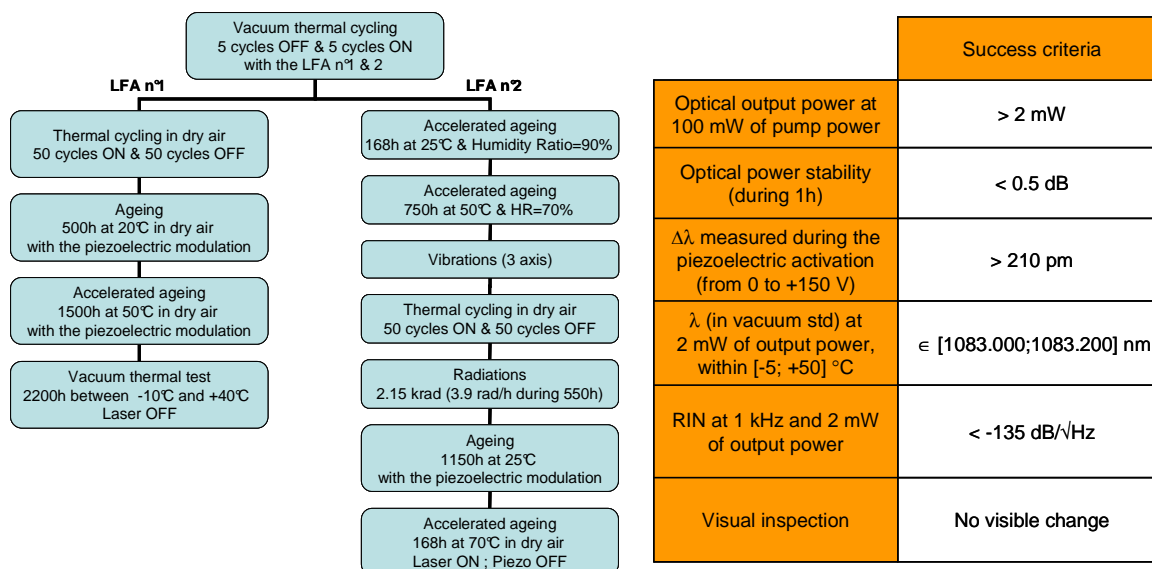 Vacuum thermal cycling
5 cycles OFF & 5 cycles ON
with the LFA n°1 & 2
LFA n°1
LFA n°2
Thermal cycling in dry air
50 cycles ON & 50 cycles OFF
Ageing
500h at 20°C in dry air
with the piezoelectric modulation
Accelerated ageing
1500h at 50°C in dry air
with the piezoelectric modulation
Vacuum thermal test
2200h between -10°C and +40°C
Laser OFF
Accelerated ageing
168h at 25°C & Humidity Ratio=90%
Accelerated ageing
750h at 50°C & HR=70%
Vibrations (3 axis)
Thermal cycling in dry air
50 cycles ON & 50 cycles OFF
Radiations
2.15 krad (3.9 rad/h during 550h)
Ageing
1150h at 25°C
with the piezoelectric modulation
Accelerated ageing
168h at 70°C in dry air
Laser ON ; Piezo OFF
Success criteria
Optical output power at
100 mW of pump power
> 2 mW
Optical power stability
(during 1h)
< 0.5 dB
Δλ measured during the
piezoelectric activation
(from 0 to +150 V)
> 210 pm
λ (in vacuum std) at
2 mW of output power,
within [-5; +50] °C
∈ [1083.000;1083.200] nm
RIN at 1 kHz and 2 mW
of output power
< -135 dB/√Hz
Visual inspection
No visible change